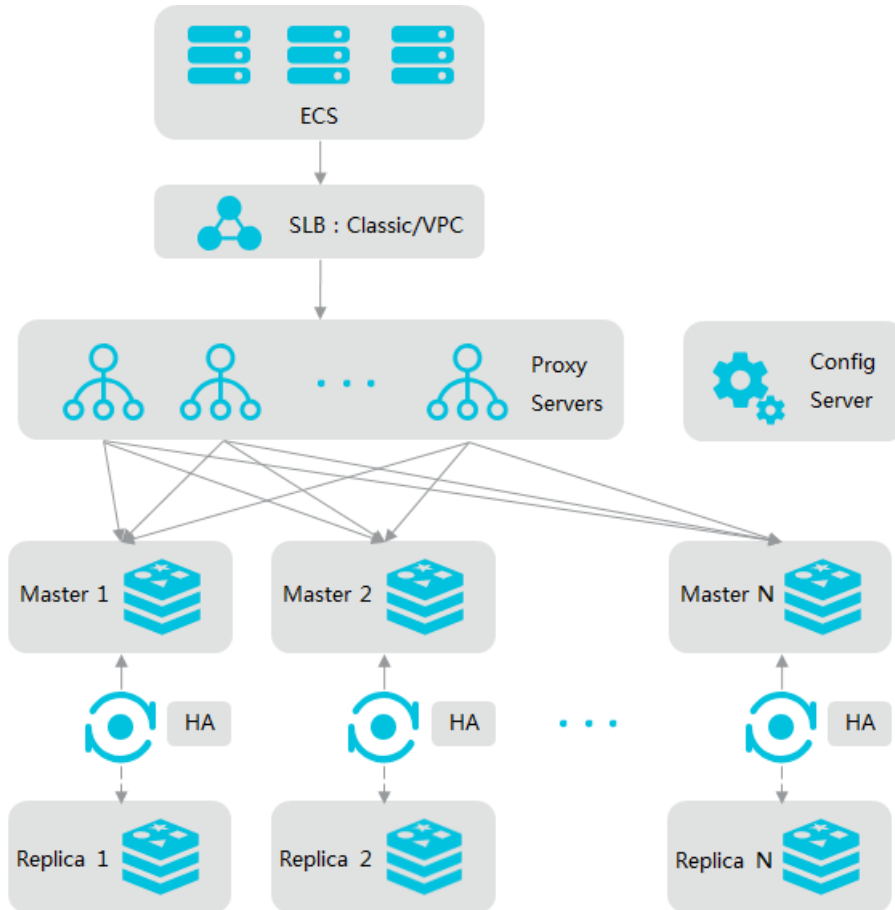 ECS
SLB : Classic/VPC
Proxy
Servers
Config
Server
Master 1
Master 2
Master N
HA
HA
HA
Replica 1
Replica 2
Replica N